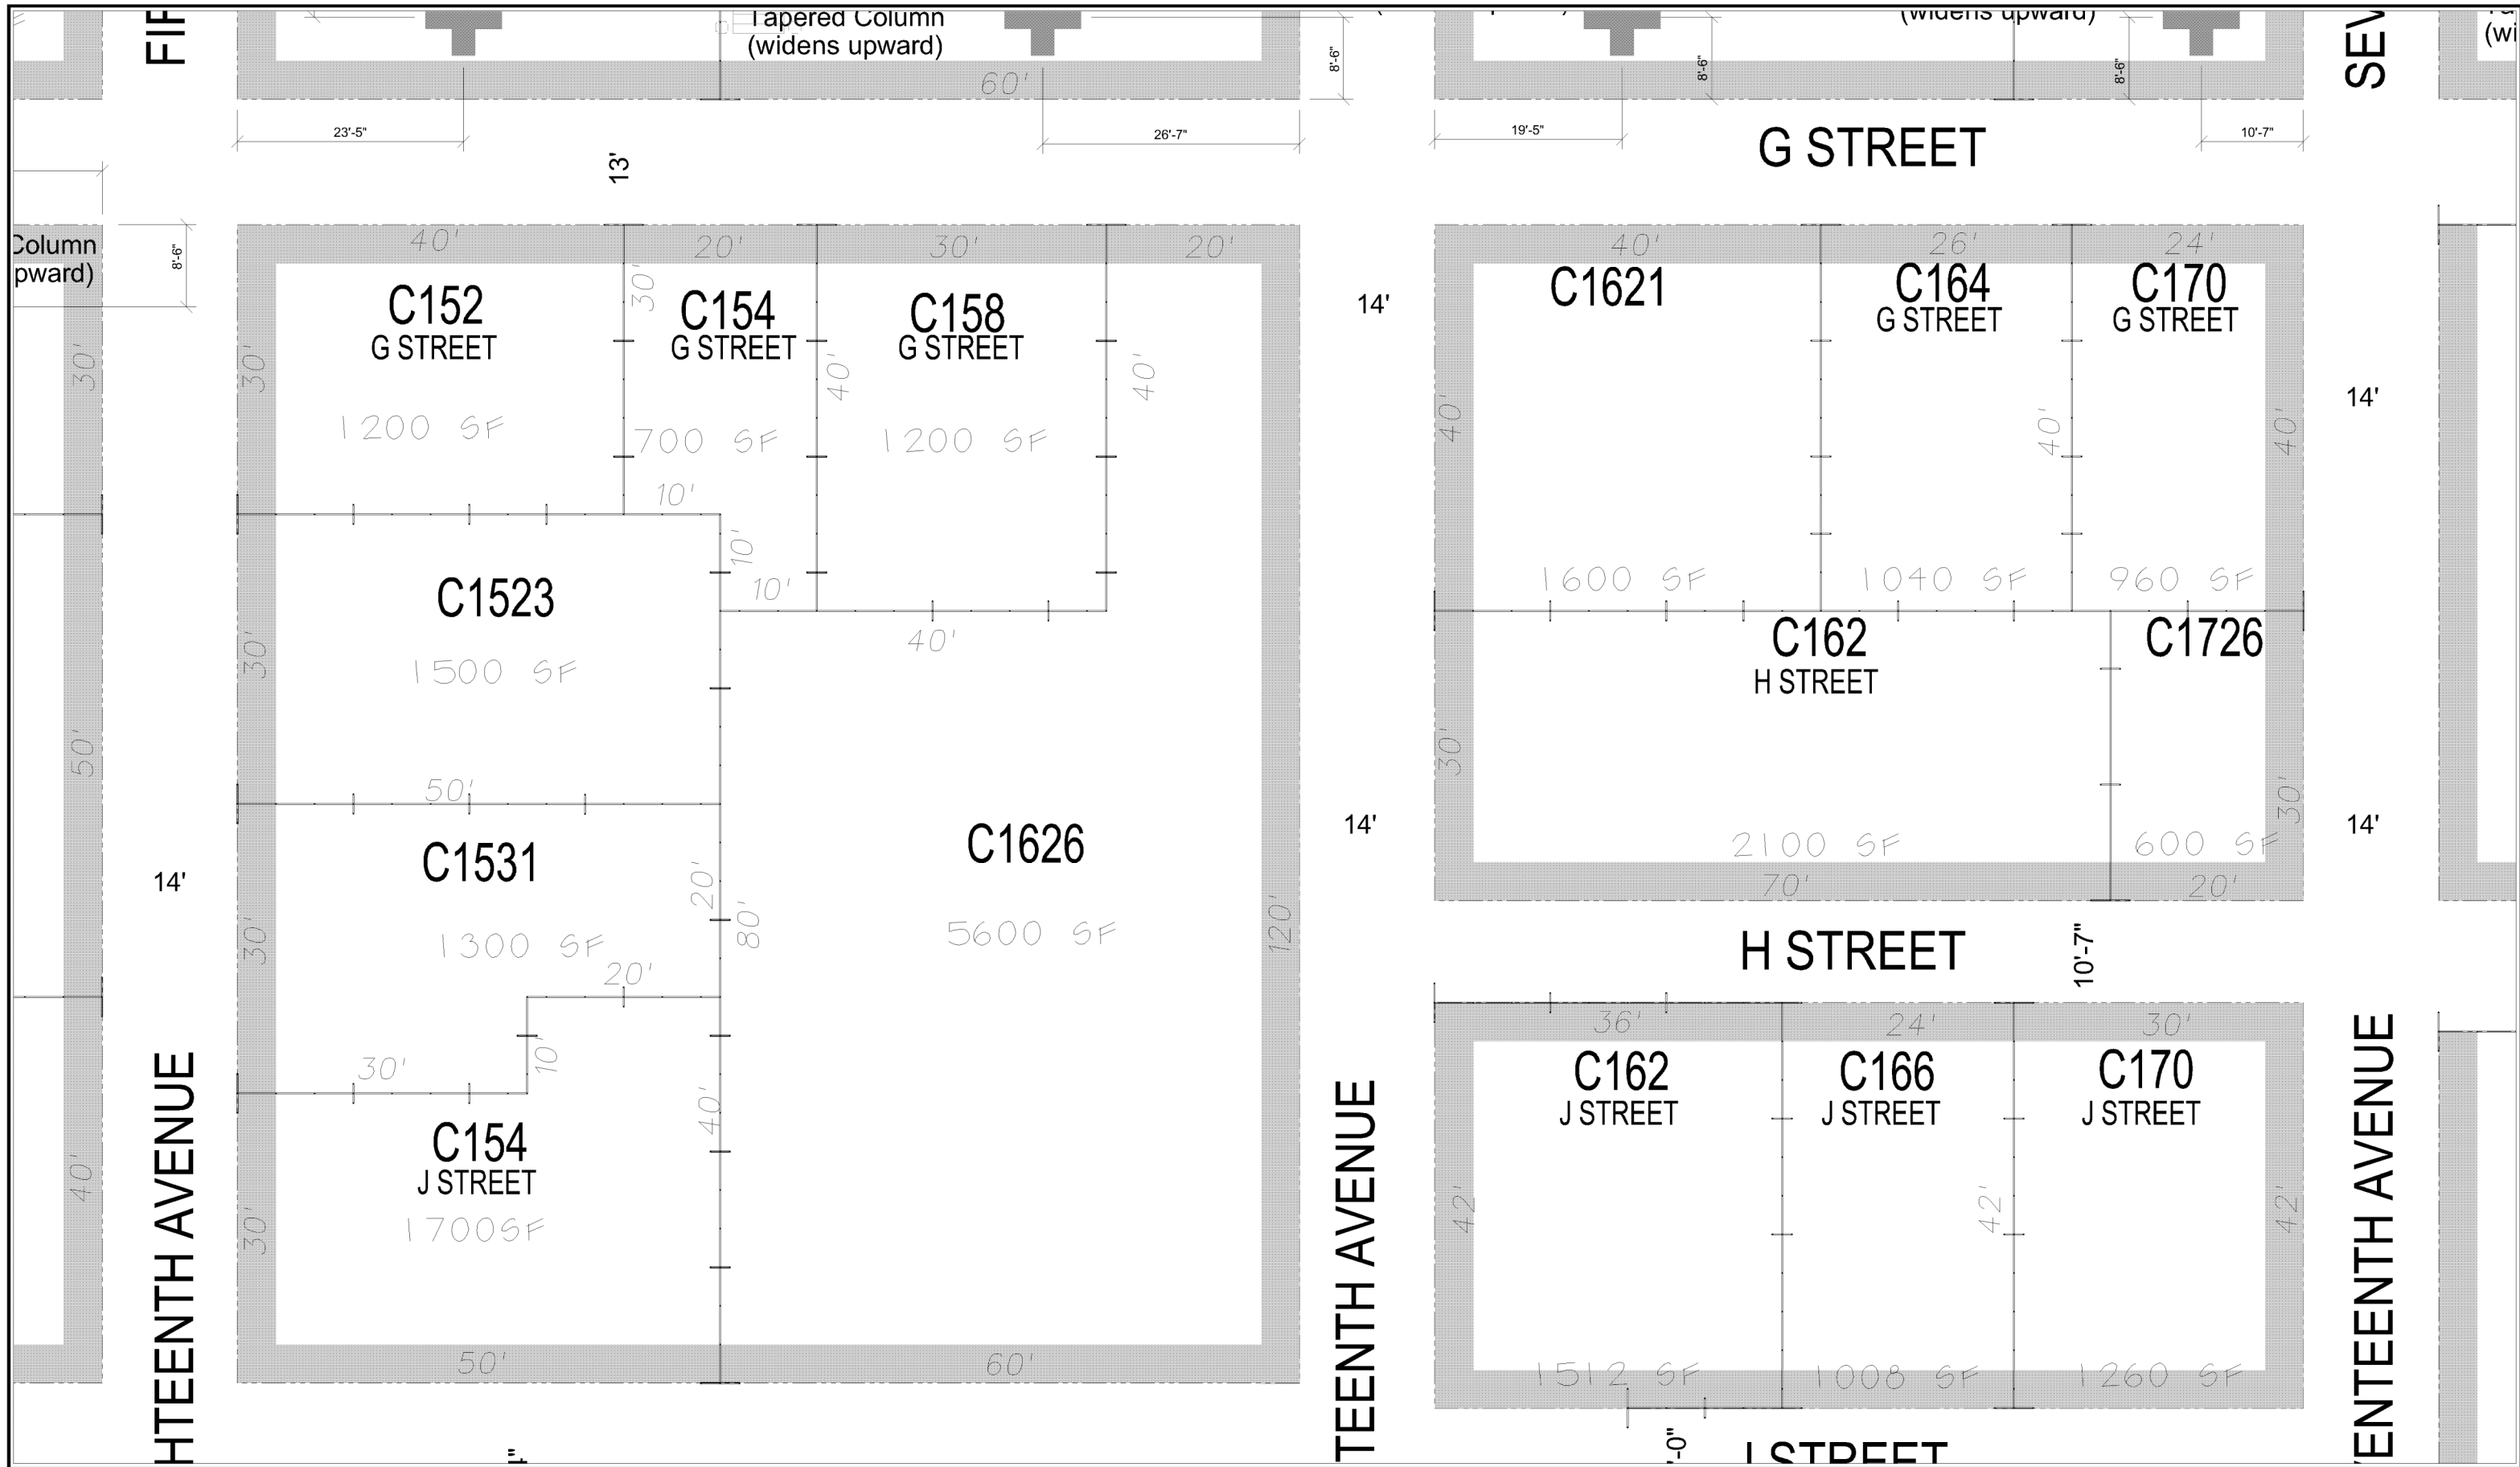 Tapered Column
(widens upward)
60'
8'-6"
(widens upward)
8'-6"
8'-6"
23'-5"
13'
26'-7"
19'-5"
G STREET
10'-7"
Column
8'-6"
30'
50'
40'
40'
20'
30'
20'
C152
G STREET
30'
30'
1200 SF
C154
G STREET
700 SF
10'
10'
10'
C158
G STREET
40'
40'
1200 SF
40'
C1523
30'
1500 SF
50'
C1531
30'
1300 SF
20'
20'
80'
30'
10'
C154
J STREET
1700SF
30'
40'
50'
C1626
5600 SF
120'
60'
14'
14'
14'
40'
26'
24'
C1621
40'
1600 SF
C164
G STREET
1040 SF
C170
G STREET
40'
40'
960 SF
C162
H STREET
30'
2100 SF
70'
C1726
30'
600 SF
20'
14'
14'
H STREET
10'-7"
36'
24'
30'
C162
J STREET
42'
1512 SF
C166
J STREET
1008 SF
C170
J STREET
42'
42'
1260 SF
HTEENTH AVENUE
TEENTH AVENUE
ENTEENTH AVENUE
STREET